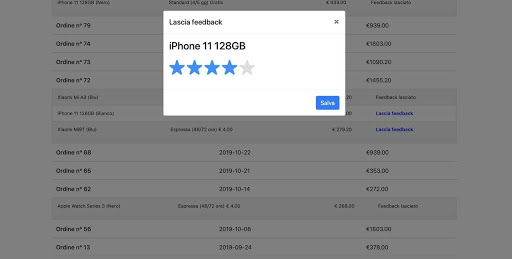 iPhone 11 128GB (Nero) Standard (4/5 gg) Gratis € 939.00 Feedback lasciato
Lascia feedback ×
iPhone 11 128GB
Salva
Ordine n° 79 €939.00
Ordine n° 74 €1803.00
Ordine n° 73 €1090.20
Ordine n° 72 €1455.20
Xiaomi Mi A3 (Blu) Feedback lasciato
iPhone 11 128GB (Bianco) Lascia feedback
Xiaomi Mi9T (Blu) Espressa (48/72 ore) € 4.00 € 279.20 Lascia feedback
Ordine n° 68 2019-10-22 €939.00
Ordine n° 65 2019-10-21 €353.00
Ordine n° 62 2019-10-14 €272.00
Apple Watch Series 3 (Nero) Espressa (48/72 ore) € 4.00 € 268.00 Feedback lasciato
Ordine n° 56 2019-10-08 €1803.00
Ordine n° 13 2019-09-24 €378.00